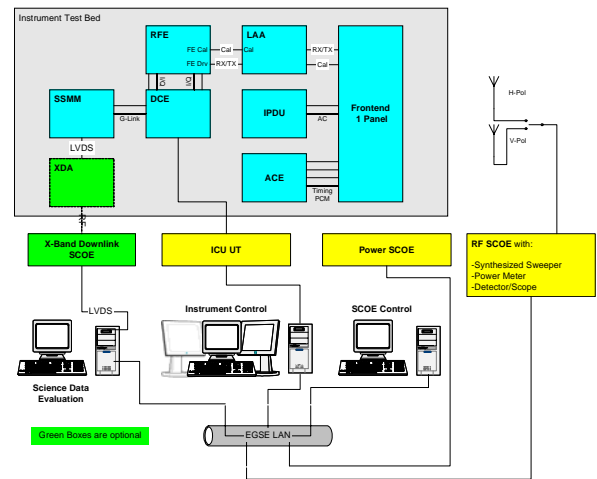 Instrument Test Bed
RFE
FE Cal
FE Drv
Cal
RX/TX
LAA
Cal
RX/TX
Cal
I/Q
I/Q
SSMM
G-Link
DCE
IPDU
AC
Frontend
1 Panel
LVDS
XDA
ACE
Timing
PCM
RF
H-Pol
V-Pol
X-Band Downlink
SCOE
ICU UT
Power SCOE
RF SCOE with:
-Synthesized Sweeper
-Power Meter
-Detector/Scope
LVDS
Instrument Control
SCOE Control
Science Data
Evaluation
Green Boxes are optional
EGSE LAN